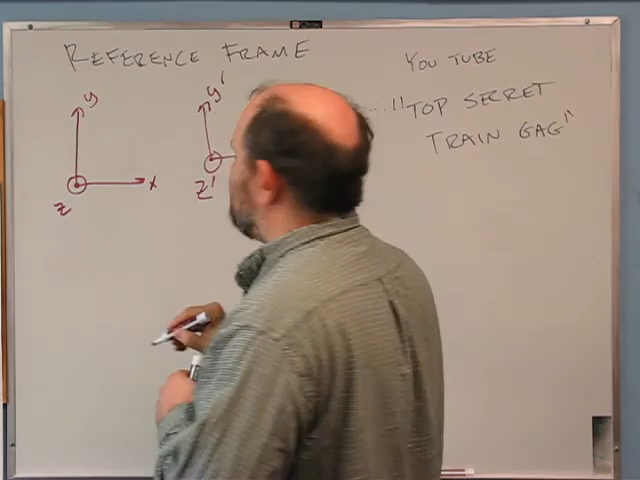 REFERENCE FRAME
YOU TUBE
..."TOP SECRET
TRAIN GAG"
y
x
z
y'
z'